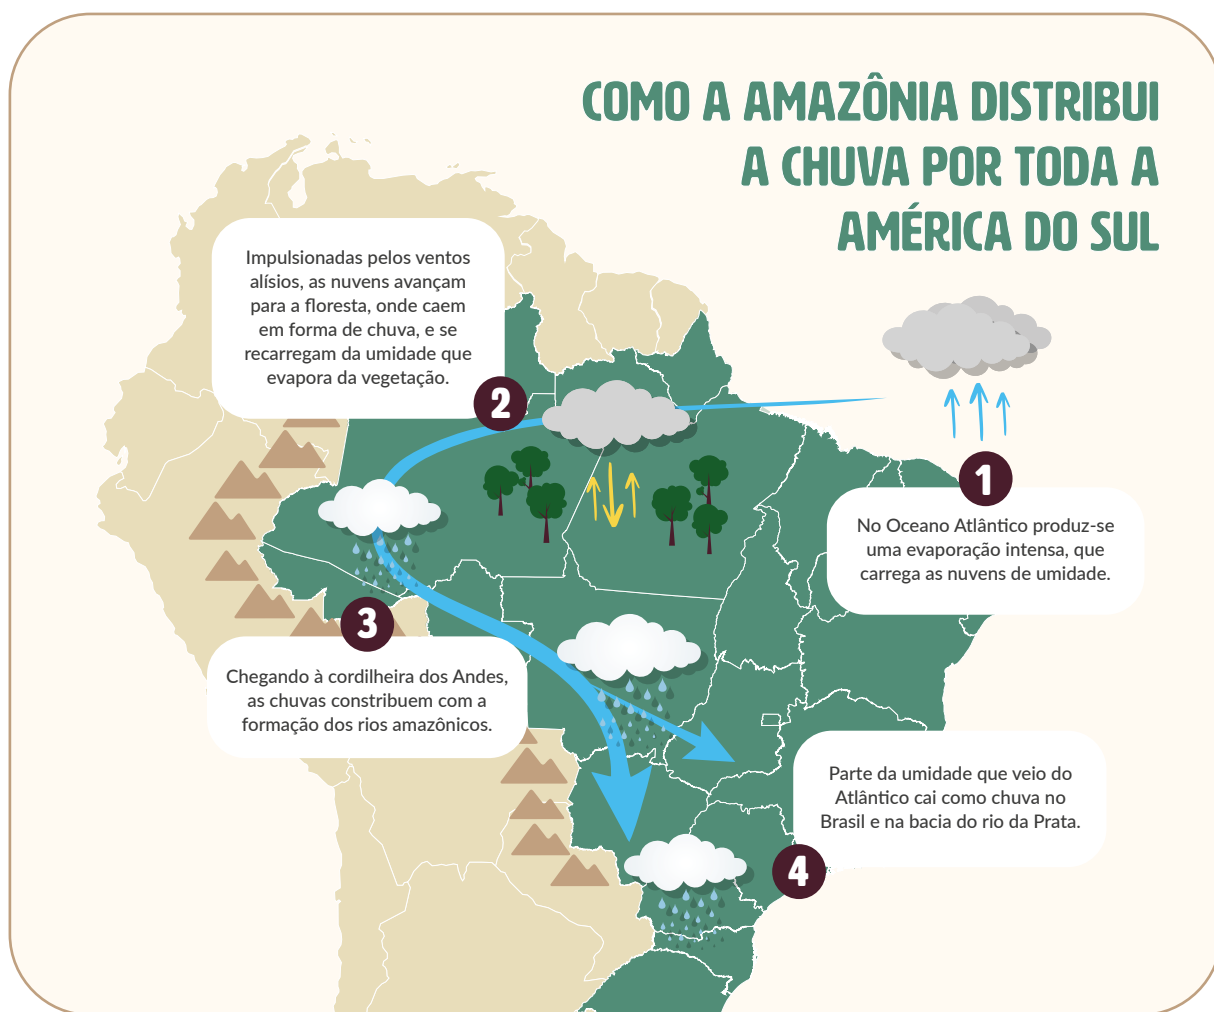 COMO A AMAZÔNIA DISTRIBUI
A CHUVA POR TODA A
AMÉRICA DO SUL
1
No Oceano Atlântico produz-se
uma evaporação intensa, que
carrega as nuvens de umidade.
2
Impulsionadas pelos ventos
alísios, as nuvens avançam
para a floresta, onde caem
em forma de chuva, e se
recarregam da umidade que
evapora da vegetação.
3
Chegando à cordilheira dos Andes,
as chuvas constribuem com a
formação dos rios amazônicos.
4
Parte da umidade que veio do
Atlântico cai como chuva no
Brasil e na bacia do rio da Prata.